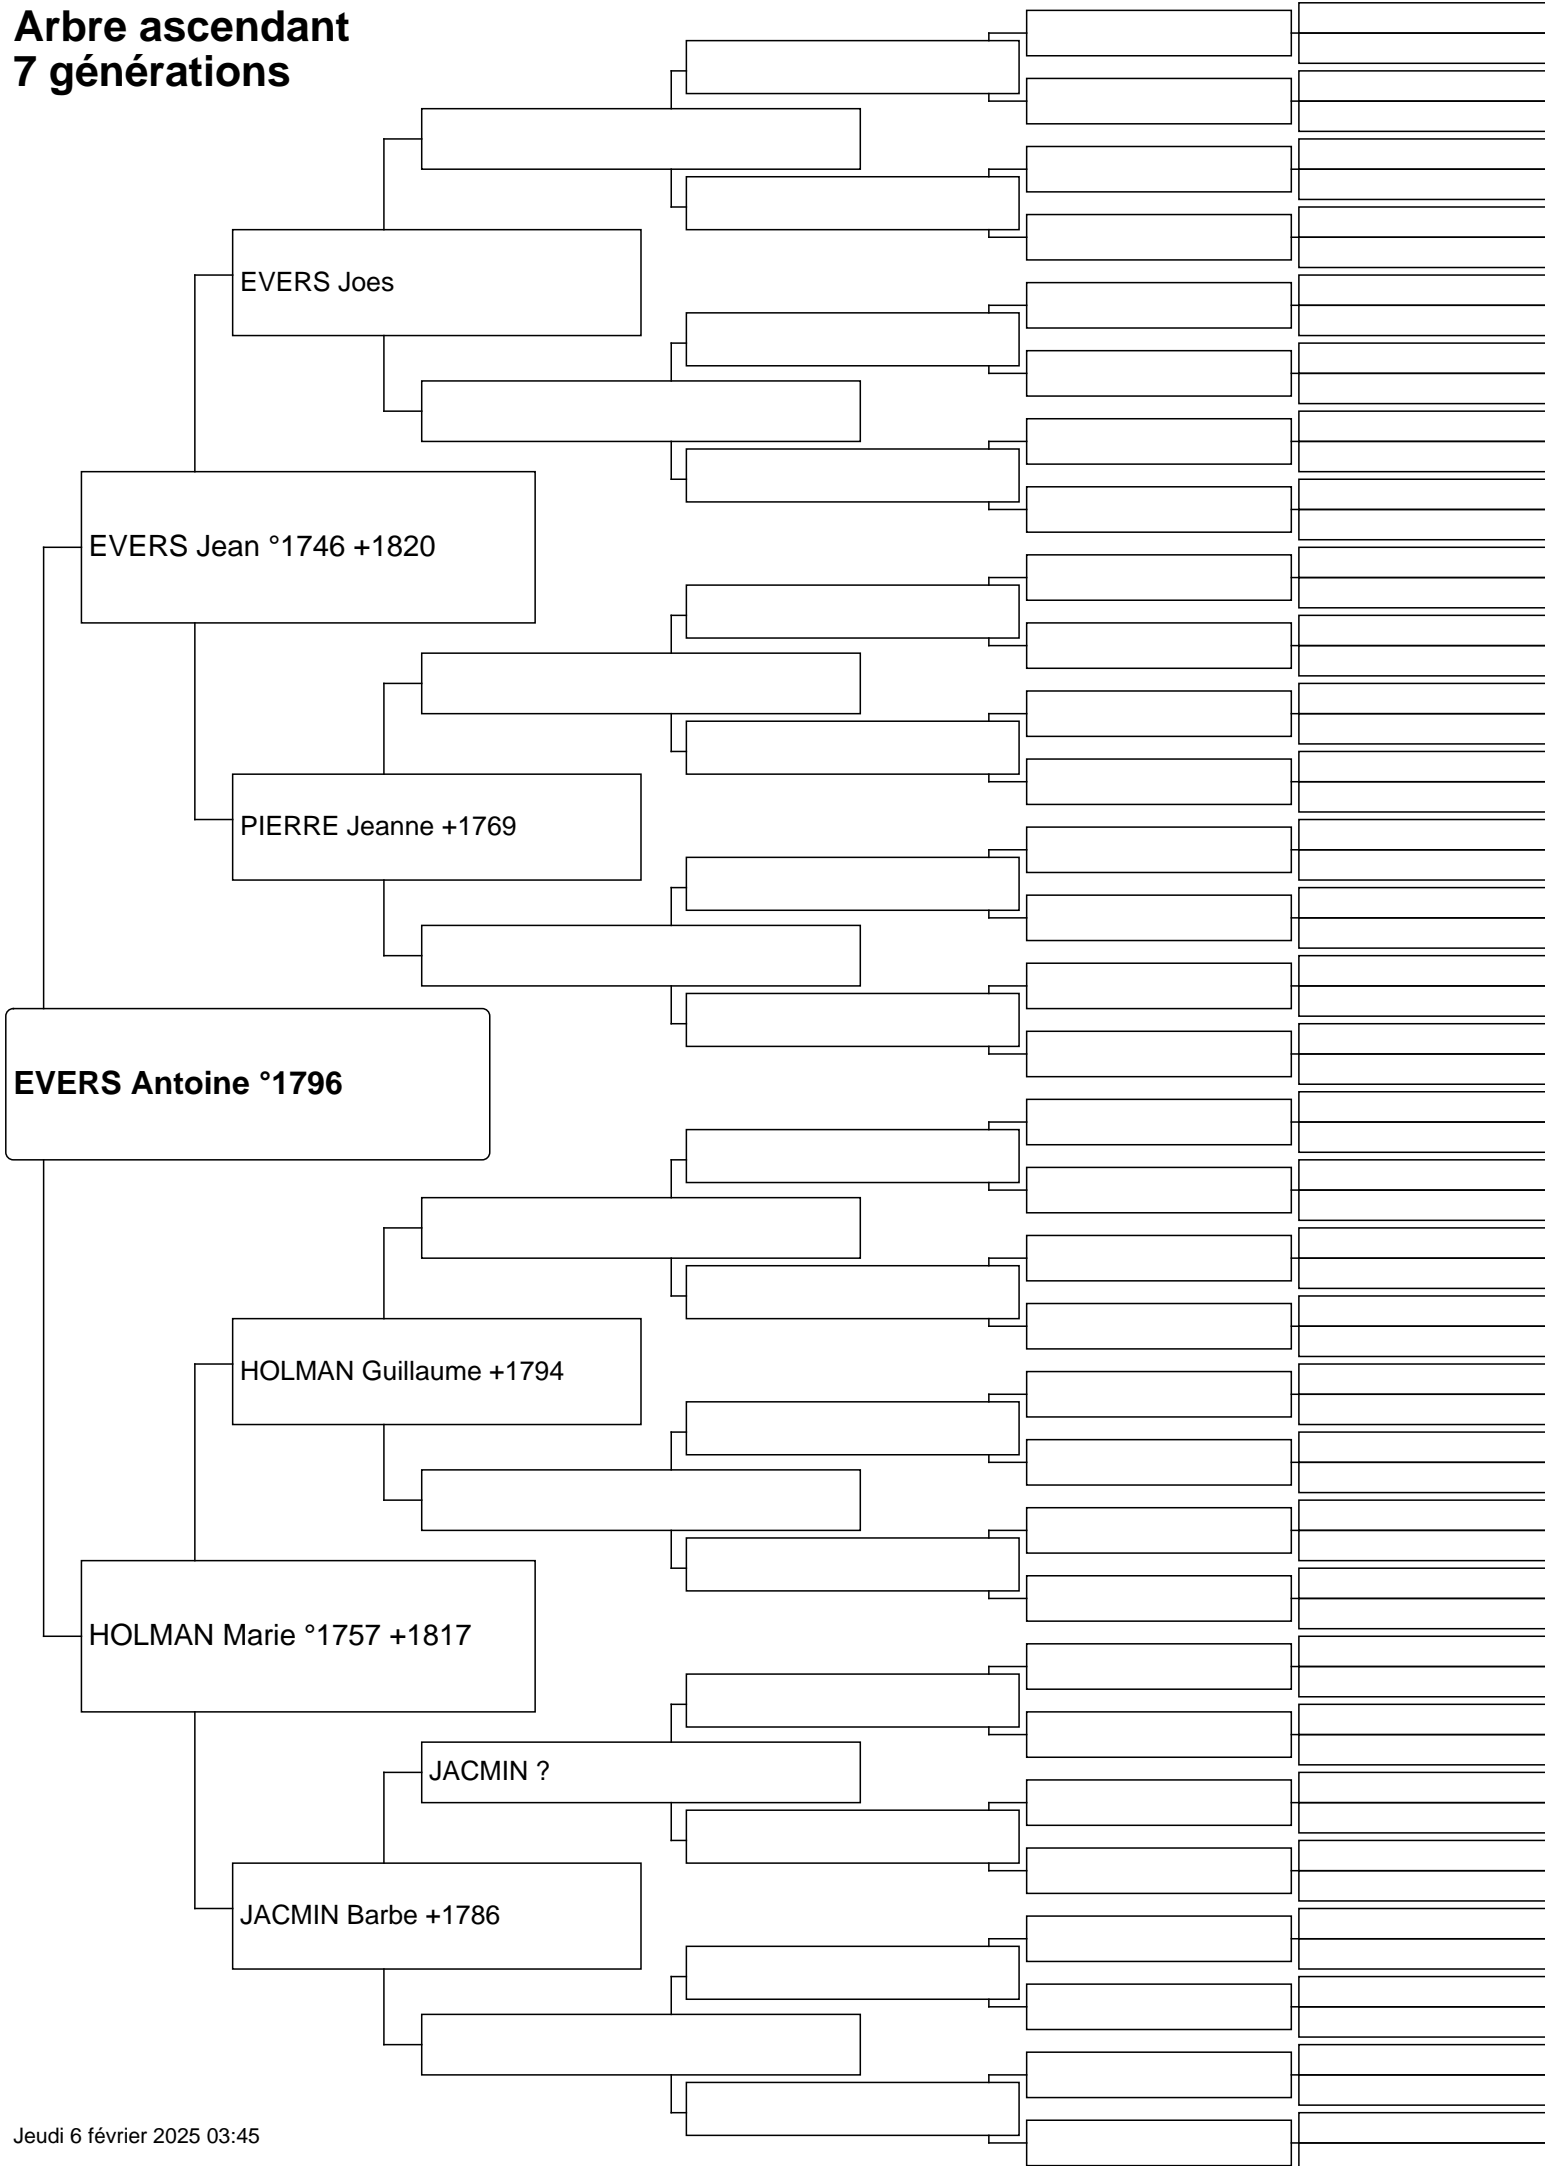 Arbre ascendant
7 générations
EVERS Joes
EVERS Jean °1746 +1820
PIERRE Jeanne +1769
EVERS Antoine °1796
HOLMAN Guillaume +1794
HOLMAN Marie °1757 +1817
JACMIN ?
JACMIN Barbe +1786
Jeudi 6 février 2025 03:45